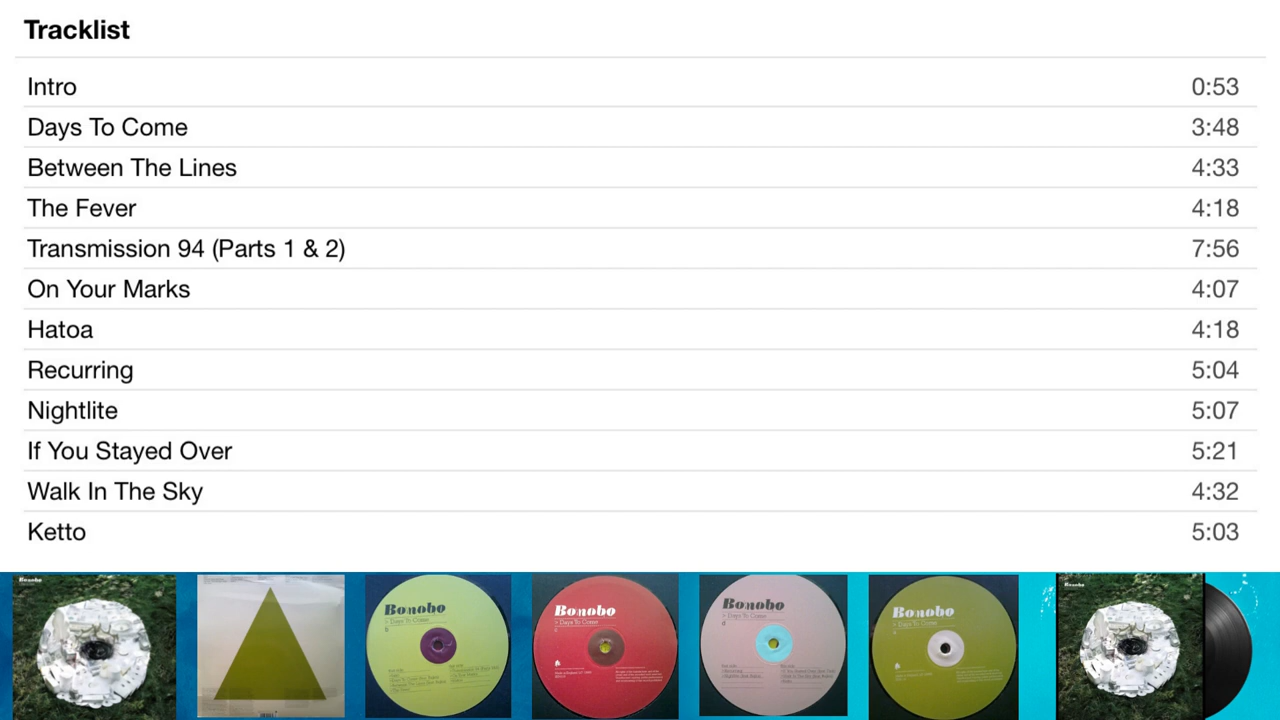 Tracklist
Intro 0:53
Days To Come 3:48
Between The Lines 4:33
The Fever 4:18
Transmission 94 (Parts 1 & 2) 7:56
On Your Marks 4:07
Hatoa 4:18
Recurring 5:04
Nightlite 5:07
If You Stayed Over 5:21
Walk In The Sky 4:32
Ketto 5:03
Bonobo
Bonobo
> Days To Come
Bonobo
> Days To Come
Bonobo
> Days To Come
d
Bonobo
> Days To Come
Bonobo